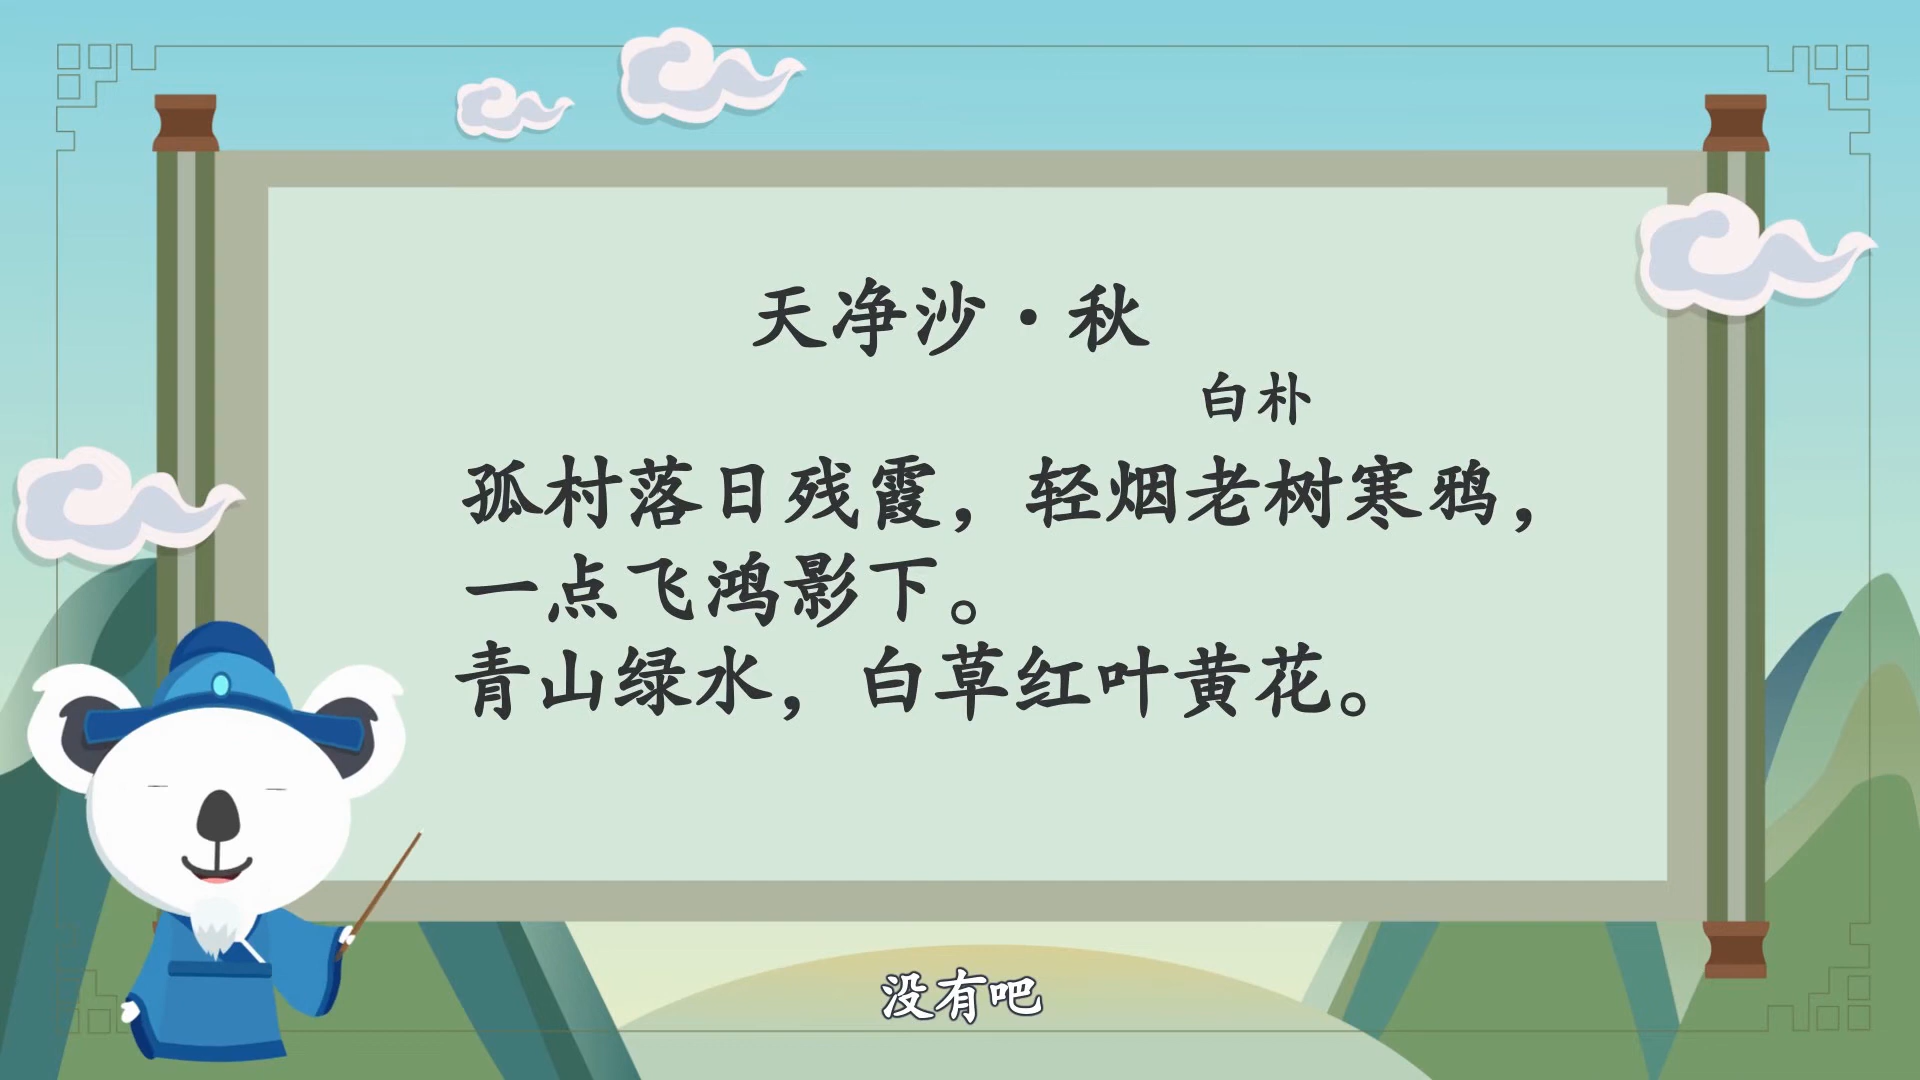 天净沙·秋
白朴
孤村落日残霞，轻烟老树寒鸦，
一点飞鸿影下。
青山绿水，白草红叶黄花。
没有吧